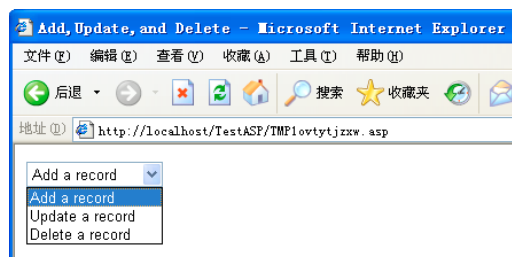 Add, Update, and Delete - Microsoft Internet Explorer
文件(F) 编辑(E) 查看(V) 收藏(A) 工具(T) 帮助(H)
后退 搜索 收藏夹
地址(D) http://localhost/TestASP/TMP1ovtytjzxw.asp
Add a record
Add a record
Update a record
Delete a record